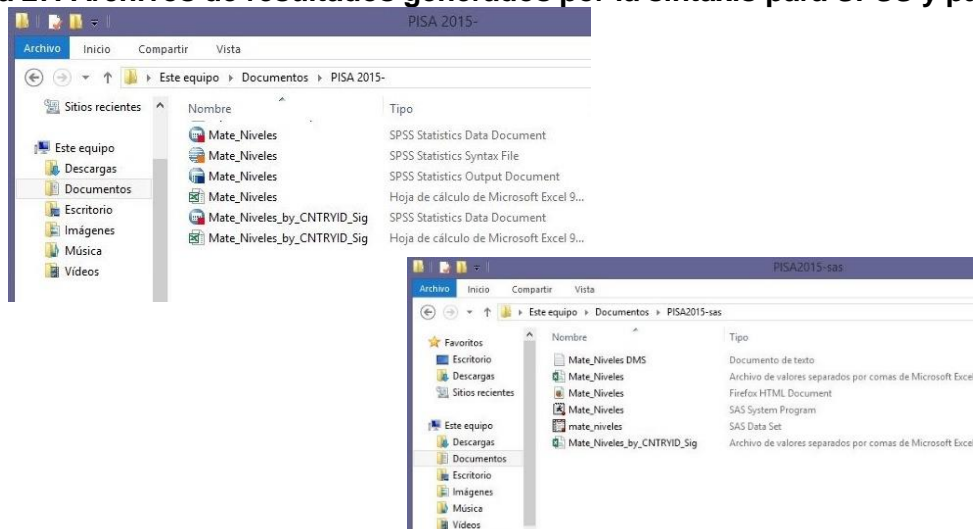 Archivos de resultados generados por la sintaxis para SPSS y
PISA 2015-
Archivo Inicio Compartir Vista
Este equipo Documentos PISA 2015-
Sitios recientes
Este equipo
Descargas
Documentos
Escritorio
Imágenes
Música
Vídeos
Nombre Tipo
Mate_Niveles SPSS Statistics Data Document
Mate_Niveles SPSS Statistics Syntax File
Mate_Niveles SPSS Statistics Output Document
Mate_Niveles Hoja de cálculo de Microsoft Excel 9...
Mate_Niveles_by_CNTRYID_Sig SPSS Statistics Data Document
Mate_Niveles_by_CNTRYID_Sig Hoja de cálculo de Microsoft Excel 9...
PISA2015-sas
Archivo Inicio Compartir Vista
Este equipo Documentos PISA2015-sas
Favoritos
Escritorio
Descargas
Sitios recientes
Este equipo
Descargas
Documentos
Escritorio
Imágenes
Música
Vídeos
Nombre Tipo
Mate_Niveles DMS Documento de texto
Mate_Niveles Archivo de valores separados por comas de Microsoft Excel
Mate_Niveles Firefox HTML Document
Mate_Niveles SAS System Program
mate_niveles SAS Data Set
Mate_Niveles_by_CNTRYID_Sig Archivo de valores separados por comas de Microsoft Excel